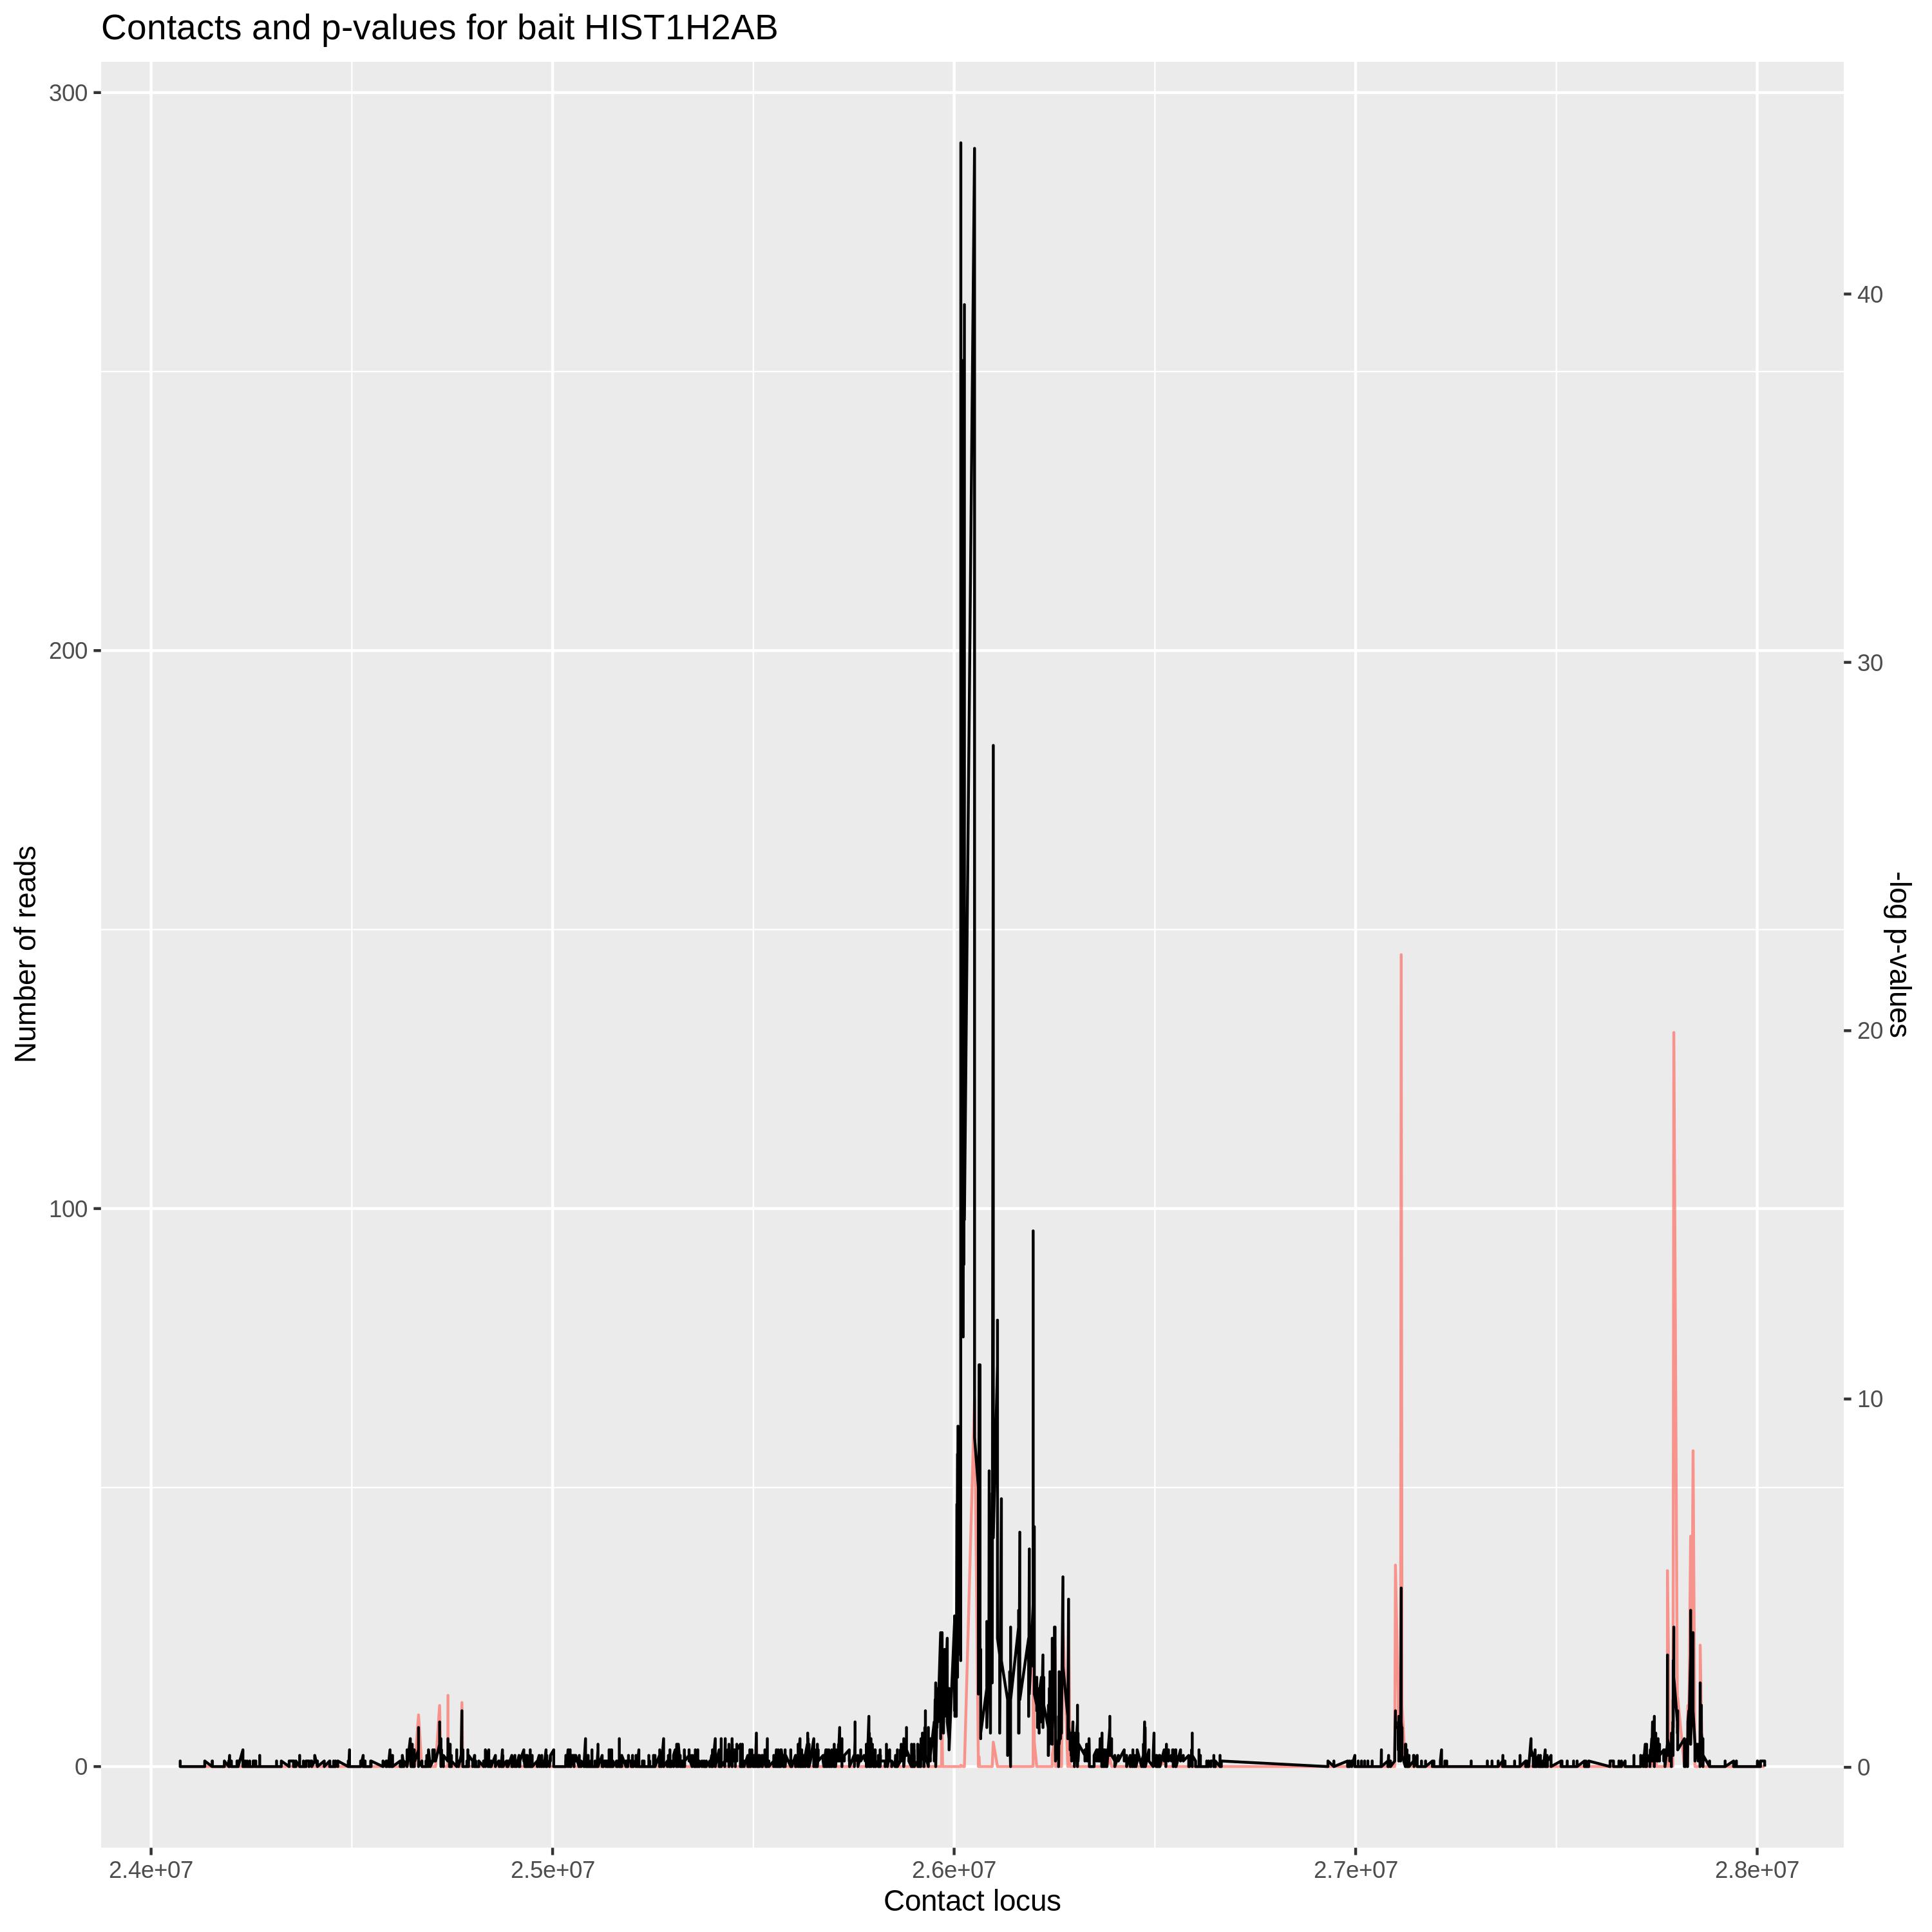 Contacts and p-values for bait HIST1H2AB
300
200
100
0
Number of reads
40
30
20
10
0
-log p-values
2.4e+07
2.5e+07
2.6e+07
2.7e+07
2.8e+07
Contact locus